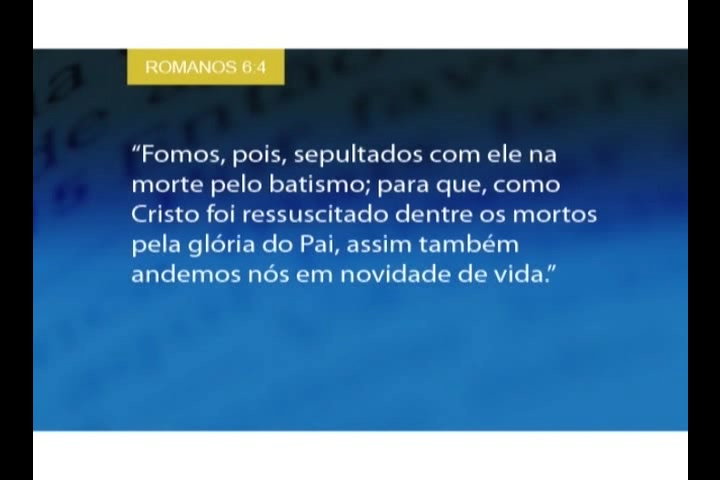 ROMANOS 6:4
“Fomos, pois, sepultados com ele na
morte pelo batismo; para que, como
Cristo foi ressuscitado dentre os mortos
pela glória do Pai, assim também
andemos nós em novidade de vida.”